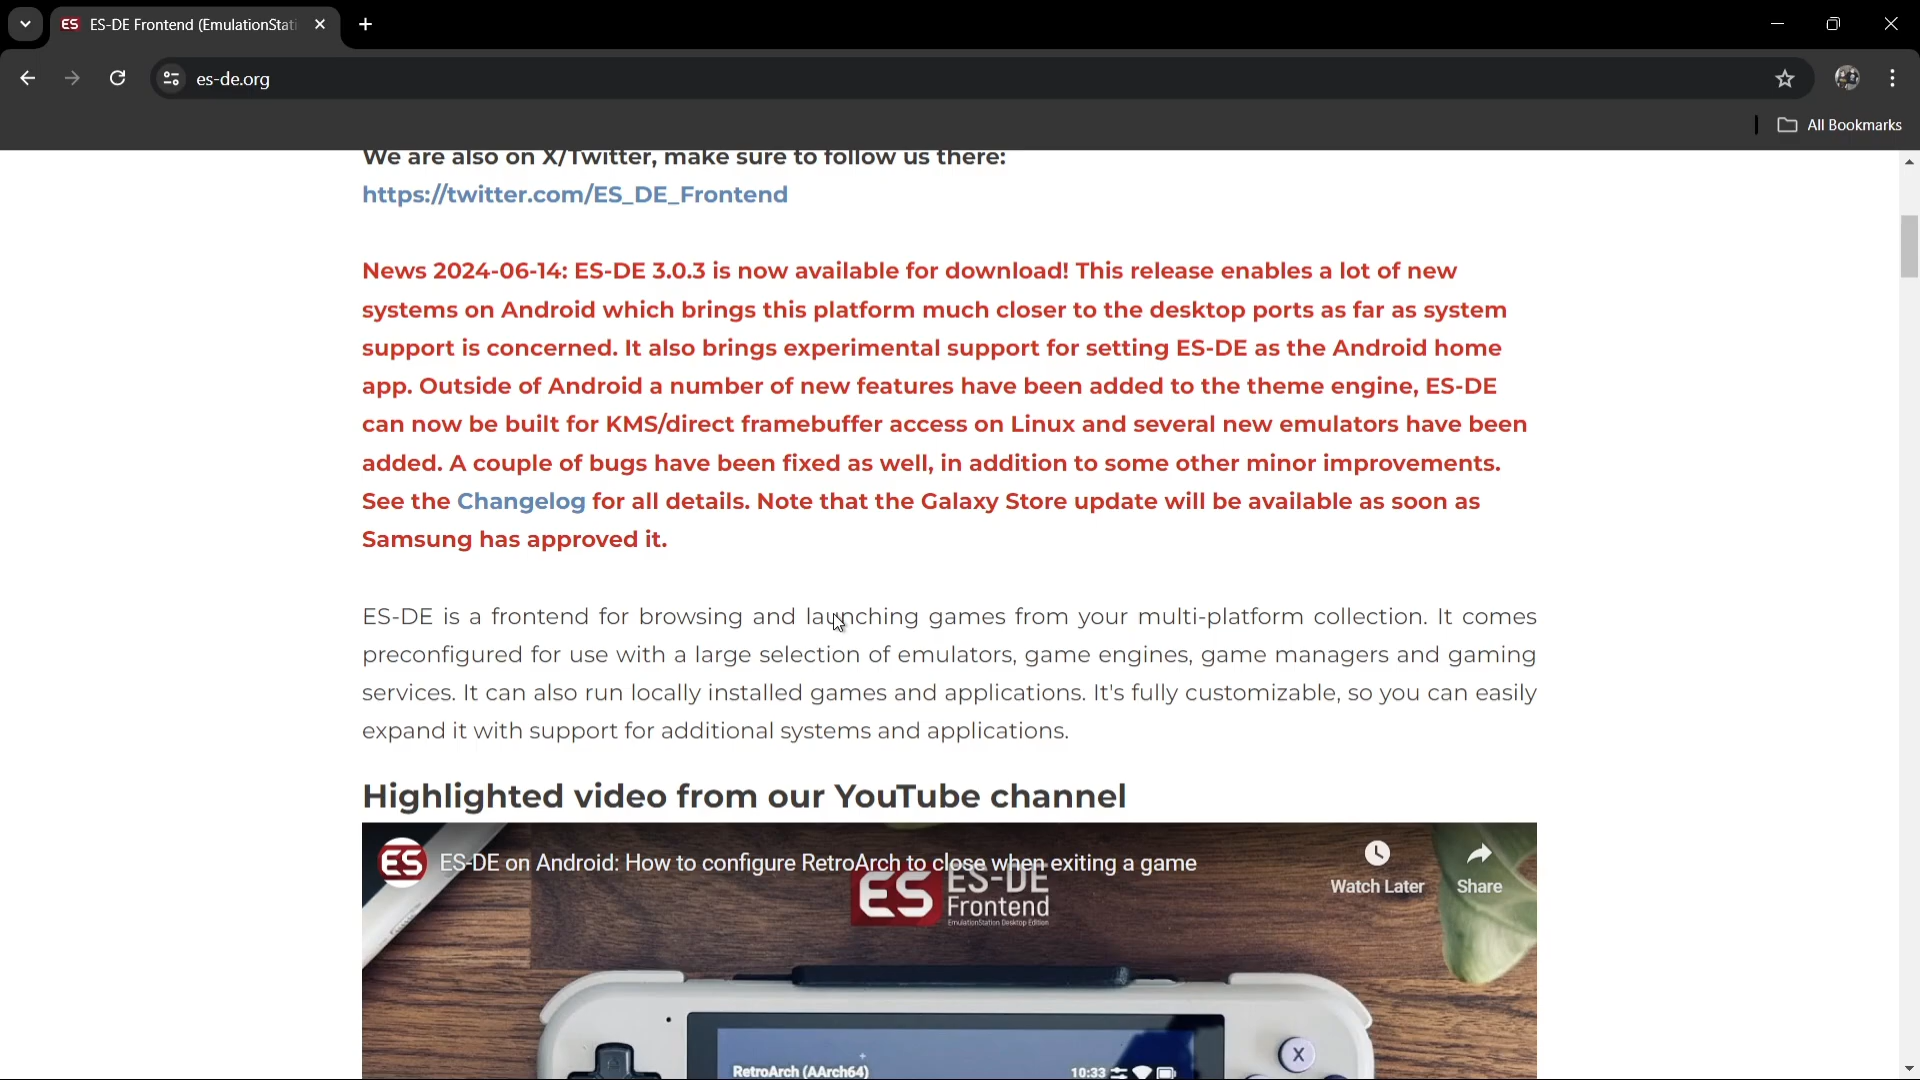 ES ES-DE Frontend (EmulationStati
es-de.org
All Bookmarks
We are also on X/Twitter, make sure to follow us there:
https://twitter.com/ES_DE_Frontend
News 2024-06-14: ES-DE 3.0.3 is now available for download! This release enables a lot of new
systems on Android which brings this platform much closer to the desktop ports as far as system
support is concerned. It also brings experimental support for setting ES-DE as the Android home
app. Outside of Android a number of new features have been added to the theme engine, ES-DE
can now be built for KMS/direct framebuffer access on Linux and several new emulators have been
added. A couple of bugs have been fixed as well, in addition to some other minor improvements.
See the Changelog for all details. Note that the Galaxy Store update will be available as soon as
Samsung has approved it.
ES-DE is a frontend for browsing and launching games from your multi-platform collection. It comes
preconfigured for use with a large selection of emulators, game engines, game managers and gaming
services. It can also run locally installed games and applications. It's fully customizable, so you can easily
expand it with support for additional systems and applications.
Highlighted video from our YouTube channel
ES ES-DE on Android: How to configure RetroArch to close when exiting a game
Watch Later
Share
ES ES-DE
Frontend
EmulationStation Desktop Edition
X
RetroArch (AArch64)
10:33